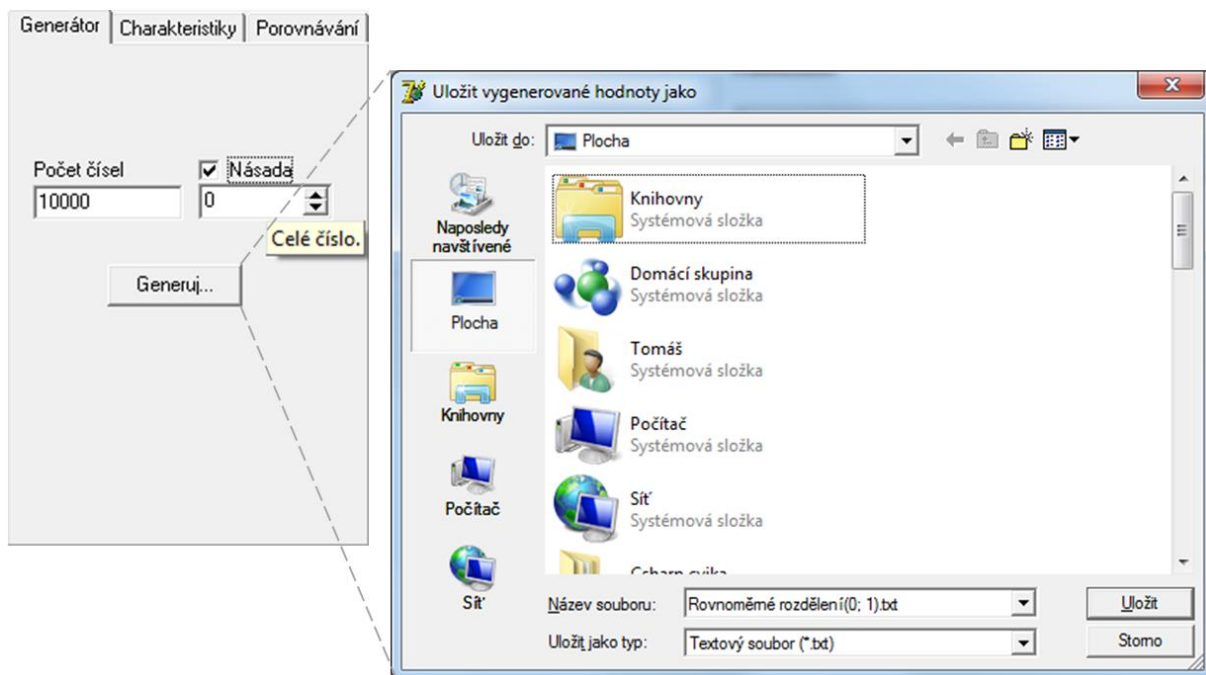 Generátor Charakteristiky Porovnávání
Počet čísel Násada
10000 0
Celé číslo.
Generuj...
Uložit vygenerované hodnoty jako
Uložit do: Plocha
Naposledy
navštívené
Plocha
Knihovny
Počítač
Síť
Knihovny
Systémová složka
Domácí skupina
Systémová složka
Tomáš
Systémová složka
Počítač
Systémová složka
Síť
Systémová složka
Csharp cvika
Název souboru: Rovnoměrné rozdělení(0; 1).txt Uložit
Uložit jako typ: Textový soubor (*.txt) Storno